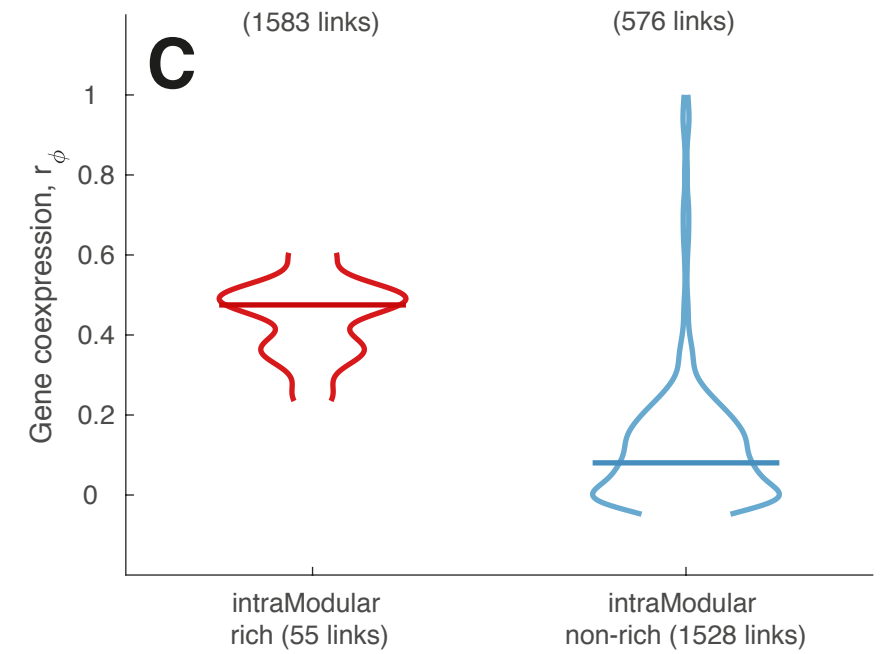 (1583 links)
(576 links)
C
1
0.8
0.6
0.4
0.2
0
Gene coexpression, r_ϕ
intraModular
rich (55 links)
intraModular
non-rich (1528 links)